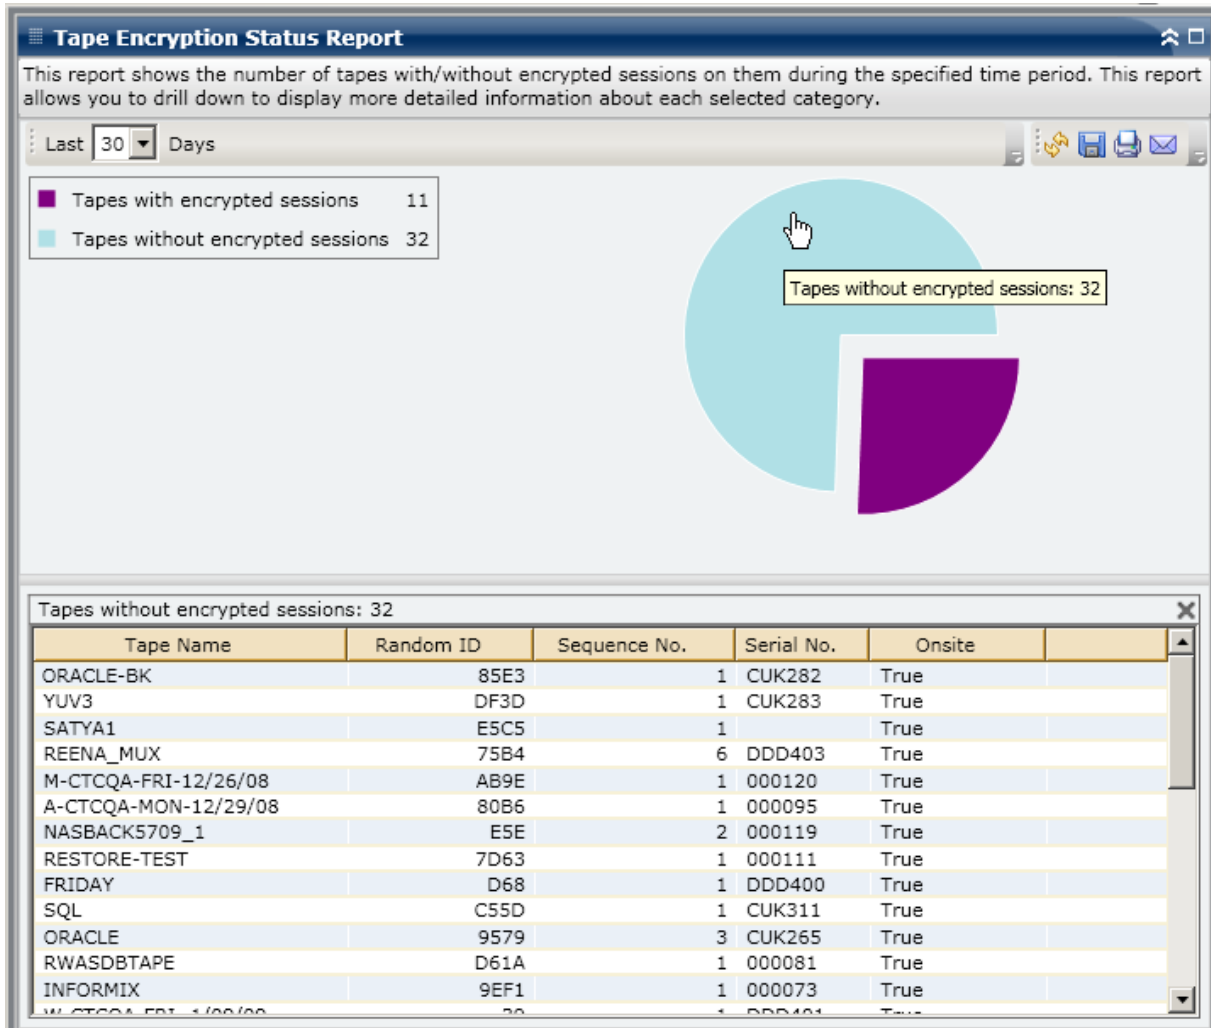 Tape Encryption Status Report
This report shows the number of tapes with/without encrypted sessions on them during the specified time period. This report
allows you to drill down to display more detailed information about each selected category.
Last 30 Days
Tapes with encrypted sessions 11
Tapes without encrypted sessions 32
Tapes without encrypted sessions: 32
Tapes without encrypted sessions: 32
Tape Name Random ID Sequence No. Serial No. Onsite
ORACLE-BK 85E3 1 CUK282 True
YUV3 DF3D 1 CUK283 True
SATYA1 E5C5 1 True
REENA_MUX 75B4 6 DDD403 True
M-CTCQA-FRI-12/26/08 AB9E 1 000120 True
A-CTCQA-MON-12/29/08 80B6 1 000095 True
NASBACK5709_1 E5E 2 000119 True
RESTORE-TEST 7D63 1 000111 True
FRIDAY D68 1 DDD400 True
SQL C55D 1 CUK311 True
ORACLE 9579 3 CUK265 True
RWASDBTAPE D61A 1 000081 True
INFORMIX 9EF1 1 000073 True